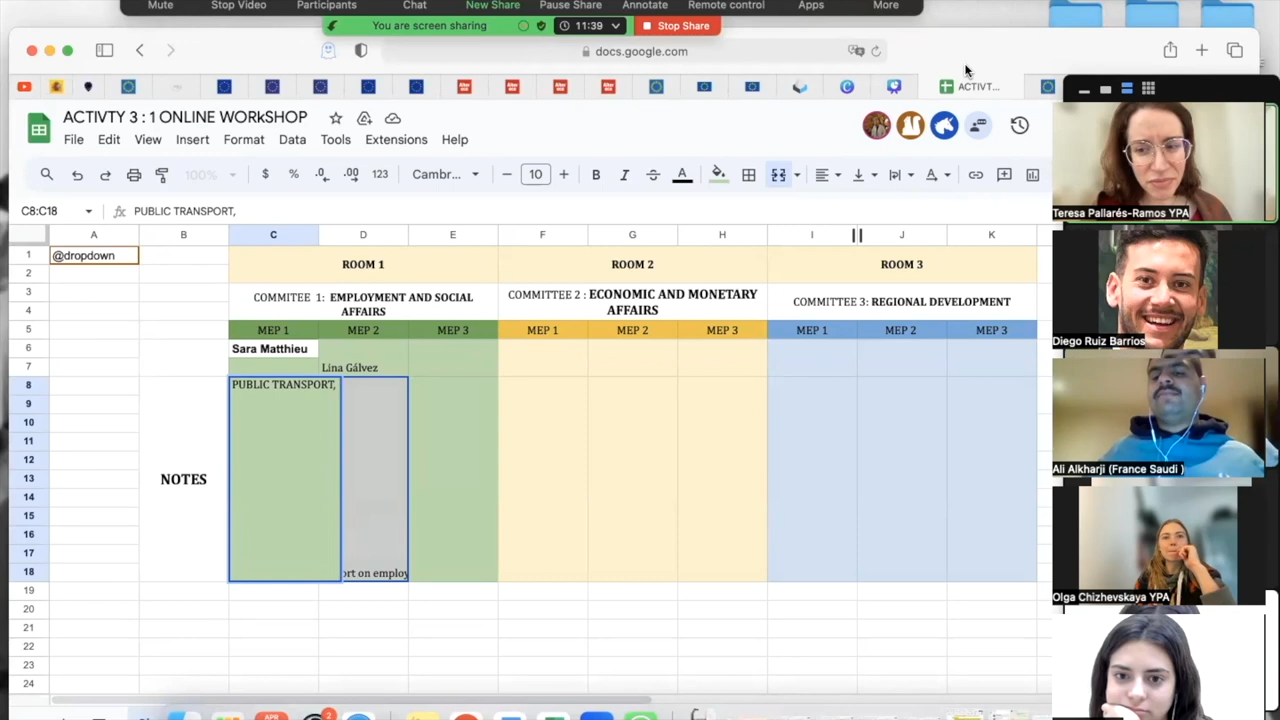 Mute Stop Video Participants Chat New Share Pause Share Annotate Remote control Apps More
You are screen sharing 11:39 Stop Share
docs.google.com
ACTIVT...
ACTIVTY 3 : 1 ONLINE WORKSHOP
File Edit View Insert Format Data Tools Extensions Help
100% $ % .0 .00 123 Cambr... 10 B I A
C8:C18 fx PUBLIC TRANSPORT,
A B C D E F G H I J K
1 @dropdown ROOM 1 ROOM 2 ROOM 3
2
3 COMMITEE 1: EMPLOYMENT AND SOCIAL COMMITTEE 2 : ECONOMIC AND MONETARY COMMITTEE 3: REGIONAL DEVELOPMENT
4 AFFAIRS AFFAIRS
5 MEP 1 MEP 2 MEP 3 MEP 1 MEP 2 MEP 3 MEP 1 MEP 2 MEP 3
6 Sara Matthieu
7 Lina Gálvez
8 PUBLIC TRANSPORT,
9
10
11
12
13 NOTES
14
15
16
17
18 ort on employ
19
20
21
22
23
24
Teresa Pallarés-Ramos YPA
Diego Ruiz Barrios
Ali Alkharji (France Saudi )
Olga Chizhevskaya YPA
APR
2